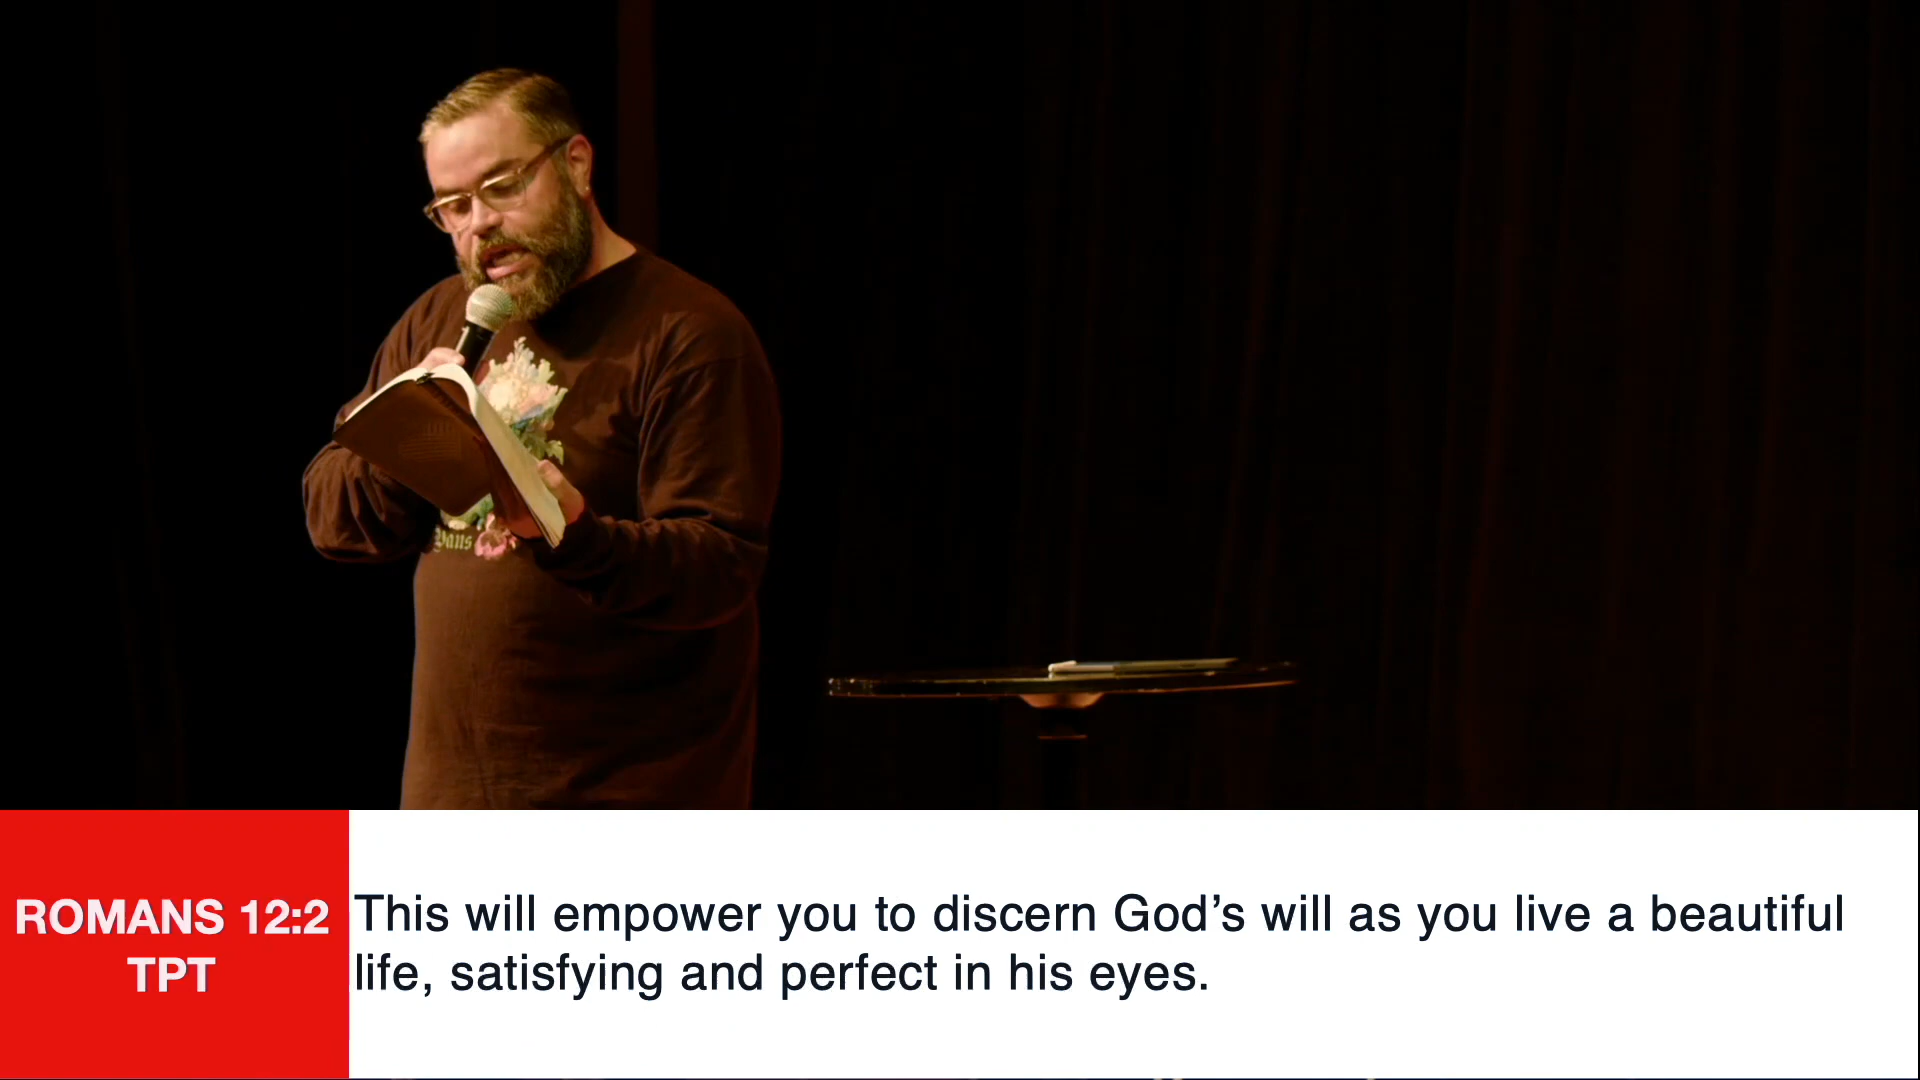 Vans
ROMANS 12:2
TPT
This will empower you to discern God's will as you live a beautiful
life, satisfying and perfect in his eyes.